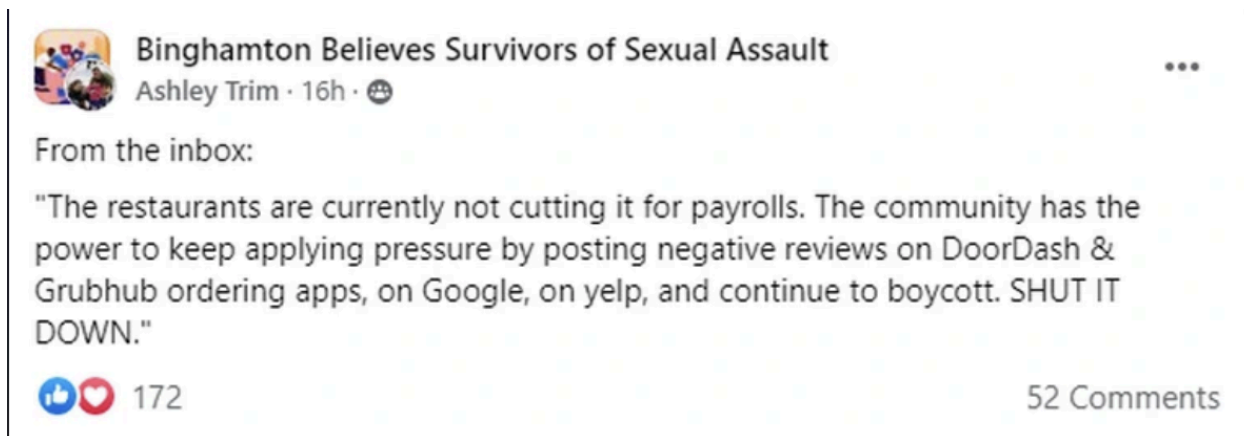 Binghamton Believes Survivors of Sexual Assault
Ashley Trim · 16h ·
From the inbox:
"The restaurants are currently not cutting it for payrolls. The community has the
power to keep applying pressure by posting negative reviews on DoorDash &
Grubhub ordering apps, on Google, on yelp, and continue to boycott. SHUT IT
DOWN."
172
52 Comments